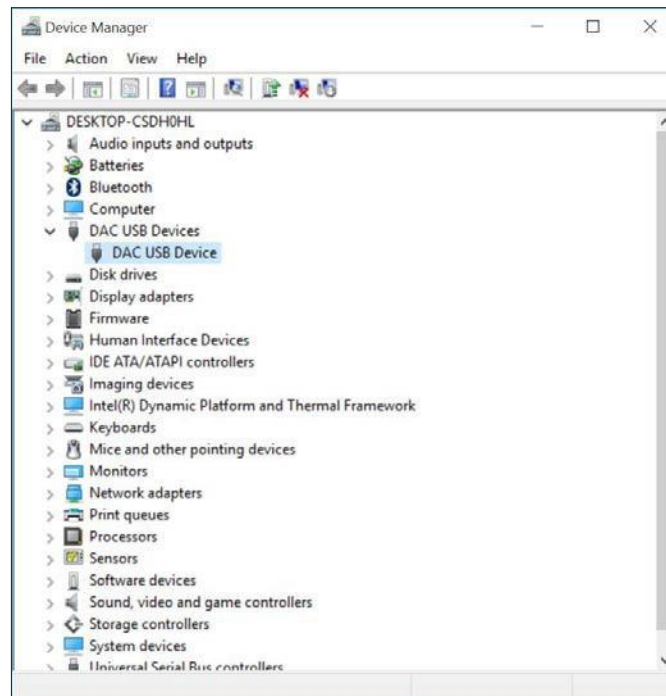 Device Manager
File Action View Help
DESKTOP-CSDH0HL
Audio inputs and outputs
Batteries
Bluetooth
Computer
DAC USB Devices
DAC USB Device
Disk drives
Display adapters
Firmware
Human Interface Devices
IDE ATA/ATAPI controllers
Imaging devices
Intel(R) Dynamic Platform and Thermal Framework
Keyboards
Mice and other pointing devices
Monitors
Network adapters
Print queues
Processors
Sensors
Software devices
Sound, video and game controllers
Storage controllers
System devices
Universal Serial Bus controllers